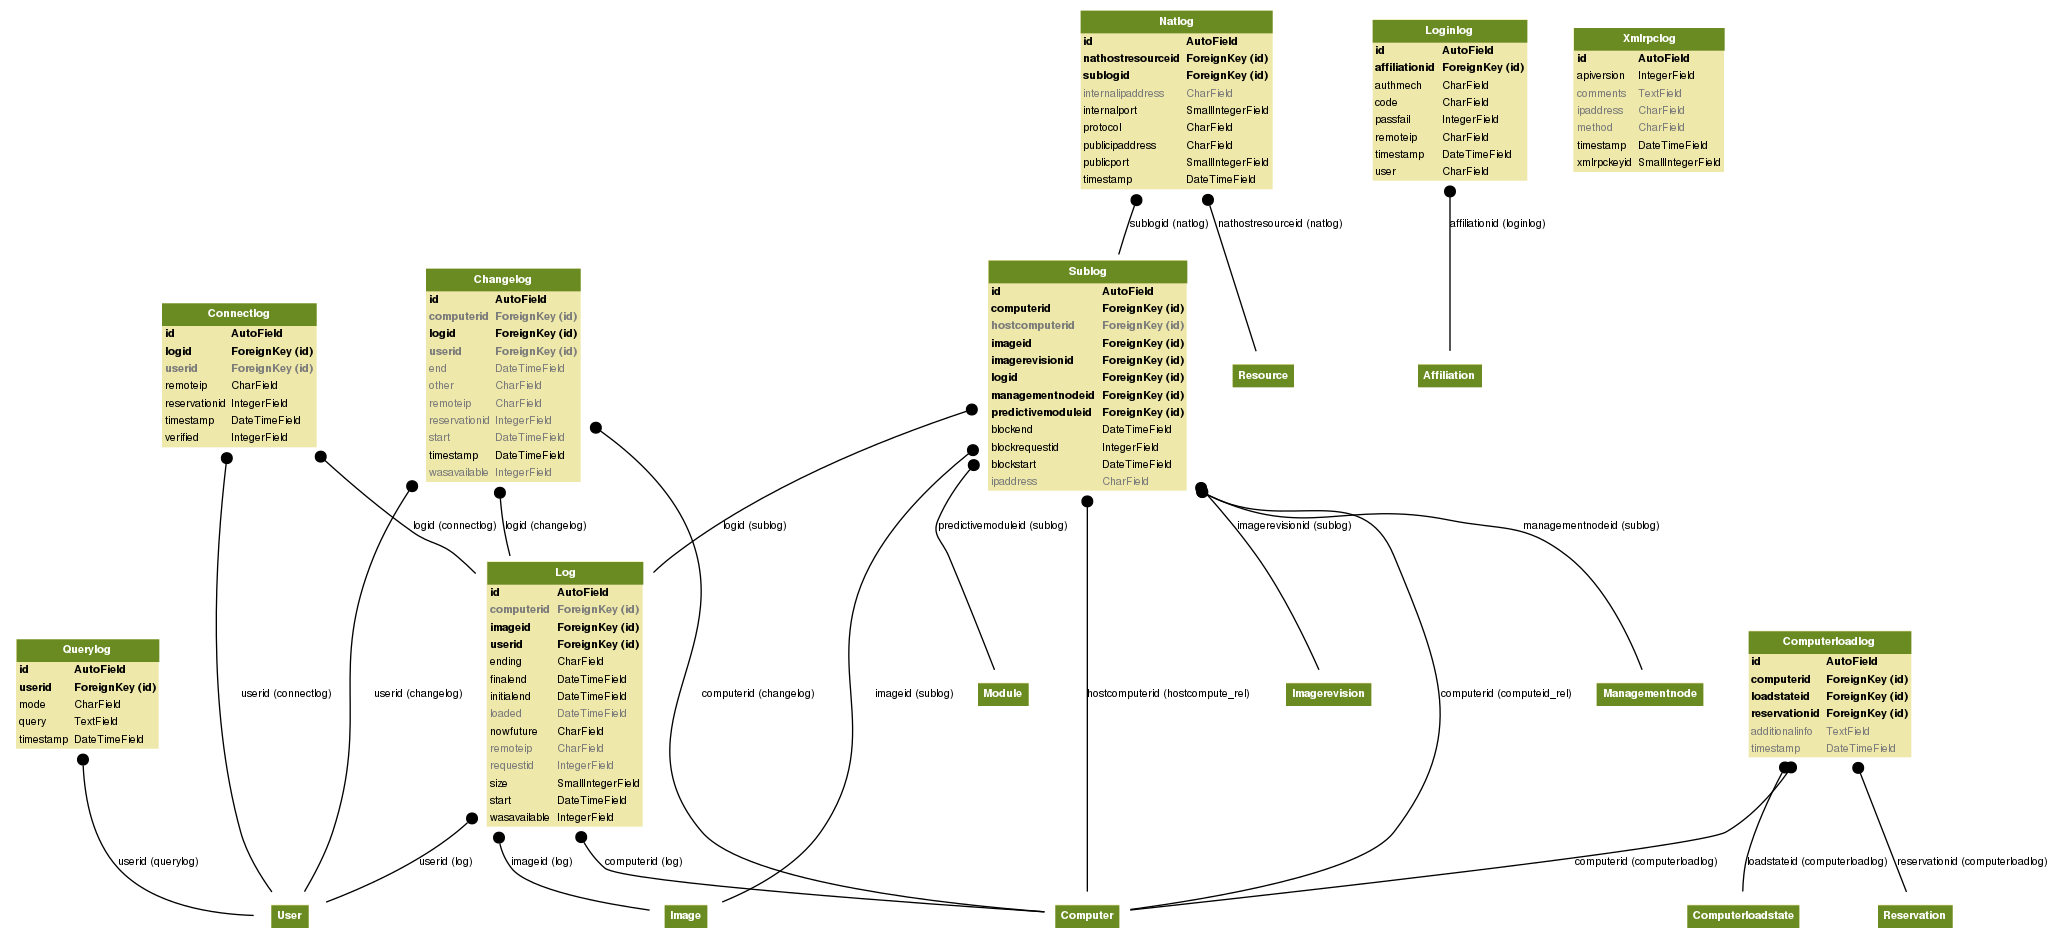 Natlog
id AutoField
nathostresourceid ForeignKey (id)
sublogid ForeignKey (id)
internalipaddress CharField
internalport SmallIntegerField
protocol CharField
publicipaddress CharField
publicport SmallIntegerField
timestamp DateTimeField
Loginlog
id AutoField
affiliationid ForeignKey (id)
authmech CharField
code CharField
passfail IntegerField
remoteip CharField
timestamp DateTimeField
user CharField
Xmlrpclog
id AutoField
apiversion IntegerField
comments TextField
ipaddress CharField
method CharField
timestamp DateTimeField
xmlrpckeyid SmallIntegerField
sublogid (natlog)
nathostresourceid (natlog)
affiliationid (loginlog)
Connectlog
id AutoField
logid ForeignKey (id)
userid ForeignKey (id)
remoteip CharField
reservationid IntegerField
timestamp DateTimeField
verified IntegerField
Changelog
id AutoField
computerid ForeignKey (id)
logid ForeignKey (id)
userid ForeignKey (id)
end DateTimeField
other CharField
remoteip CharField
reservationid IntegerField
start DateTimeField
timestamp DateTimeField
wasavailable IntegerField
Sublog
id AutoField
computerid ForeignKey (id)
hostcomputerid ForeignKey (id)
imageid ForeignKey (id)
imagerevisionid ForeignKey (id)
logid ForeignKey (id)
managementnodeid ForeignKey (id)
predictivemoduleid ForeignKey (id)
blockend DateTimeField
blockrequestid IntegerField
blockstart DateTimeField
ipaddress CharField
Resource
Affiliation
logid (connectlog)
logid (changelog)
logid (sublog)
predictivemoduleid (sublog)
imagerevisionid (sublog)
managementnodeid (sublog)
Querylog
id AutoField
userid ForeignKey (id)
mode CharField
query TextField
timestamp DateTimeField
Log
id AutoField
computerid ForeignKey (id)
imageid ForeignKey (id)
userid ForeignKey (id)
ending CharField
finalend DateTimeField
initialend DateTimeField
loaded DateTimeField
nowfuture CharField
remoteip CharField
requestid IntegerField
size SmallIntegerField
start DateTimeField
wasavailable IntegerField
Computerloadlog
id AutoField
computerid ForeignKey (id)
loadstateid ForeignKey (id)
reservationid ForeignKey (id)
additionalinfo TextField
timestamp DateTimeField
userid (connectlog)
userid (changelog)
computerid (changelog)
imageid (sublog)
Module
hostcomputerid (hostcompute_rel)
Imagerevision
computerid (computeid_rel)
Managementnode
userid (querylog)
userid (log)
imageid (log)
computerid (log)
computerid (computerloadlog)
loadstateid (computerloadlog)
reservationid (computerloadlog)
User
Image
Computer
Computerloadstate
Reservation